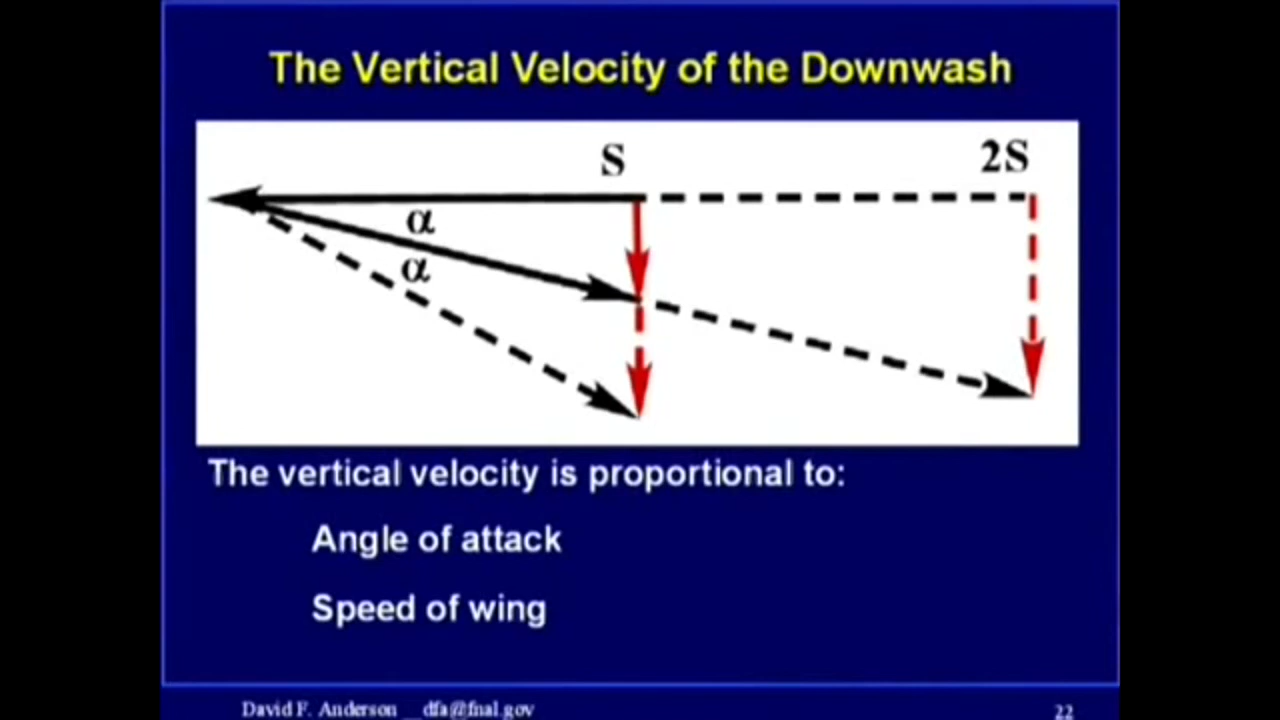 The Vertical Velocity of the Downwash
S
2S
α
α
The vertical velocity is proportional to:
Angle of attack
Speed of wing
David F. Anderson __dfa@fnal.gov
22